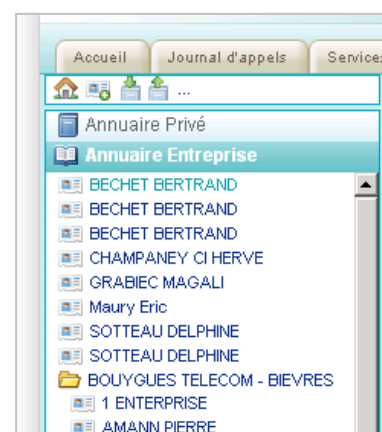 Accueil Journal d'appels Services
...
Annuaire Privé
Annuaire Entreprise
BECHET BERTRAND
BECHET BERTRAND
BECHET BERTRAND
CHAMPANEY CI HERVE
GRABIEC MAGALI
Maury Eric
SOTTEAU DELPHINE
SOTTEAU DELPHINE
BOUYGUES TELECOM - BIEVRES
1 ENTERPRISE
AMANN PIERRE